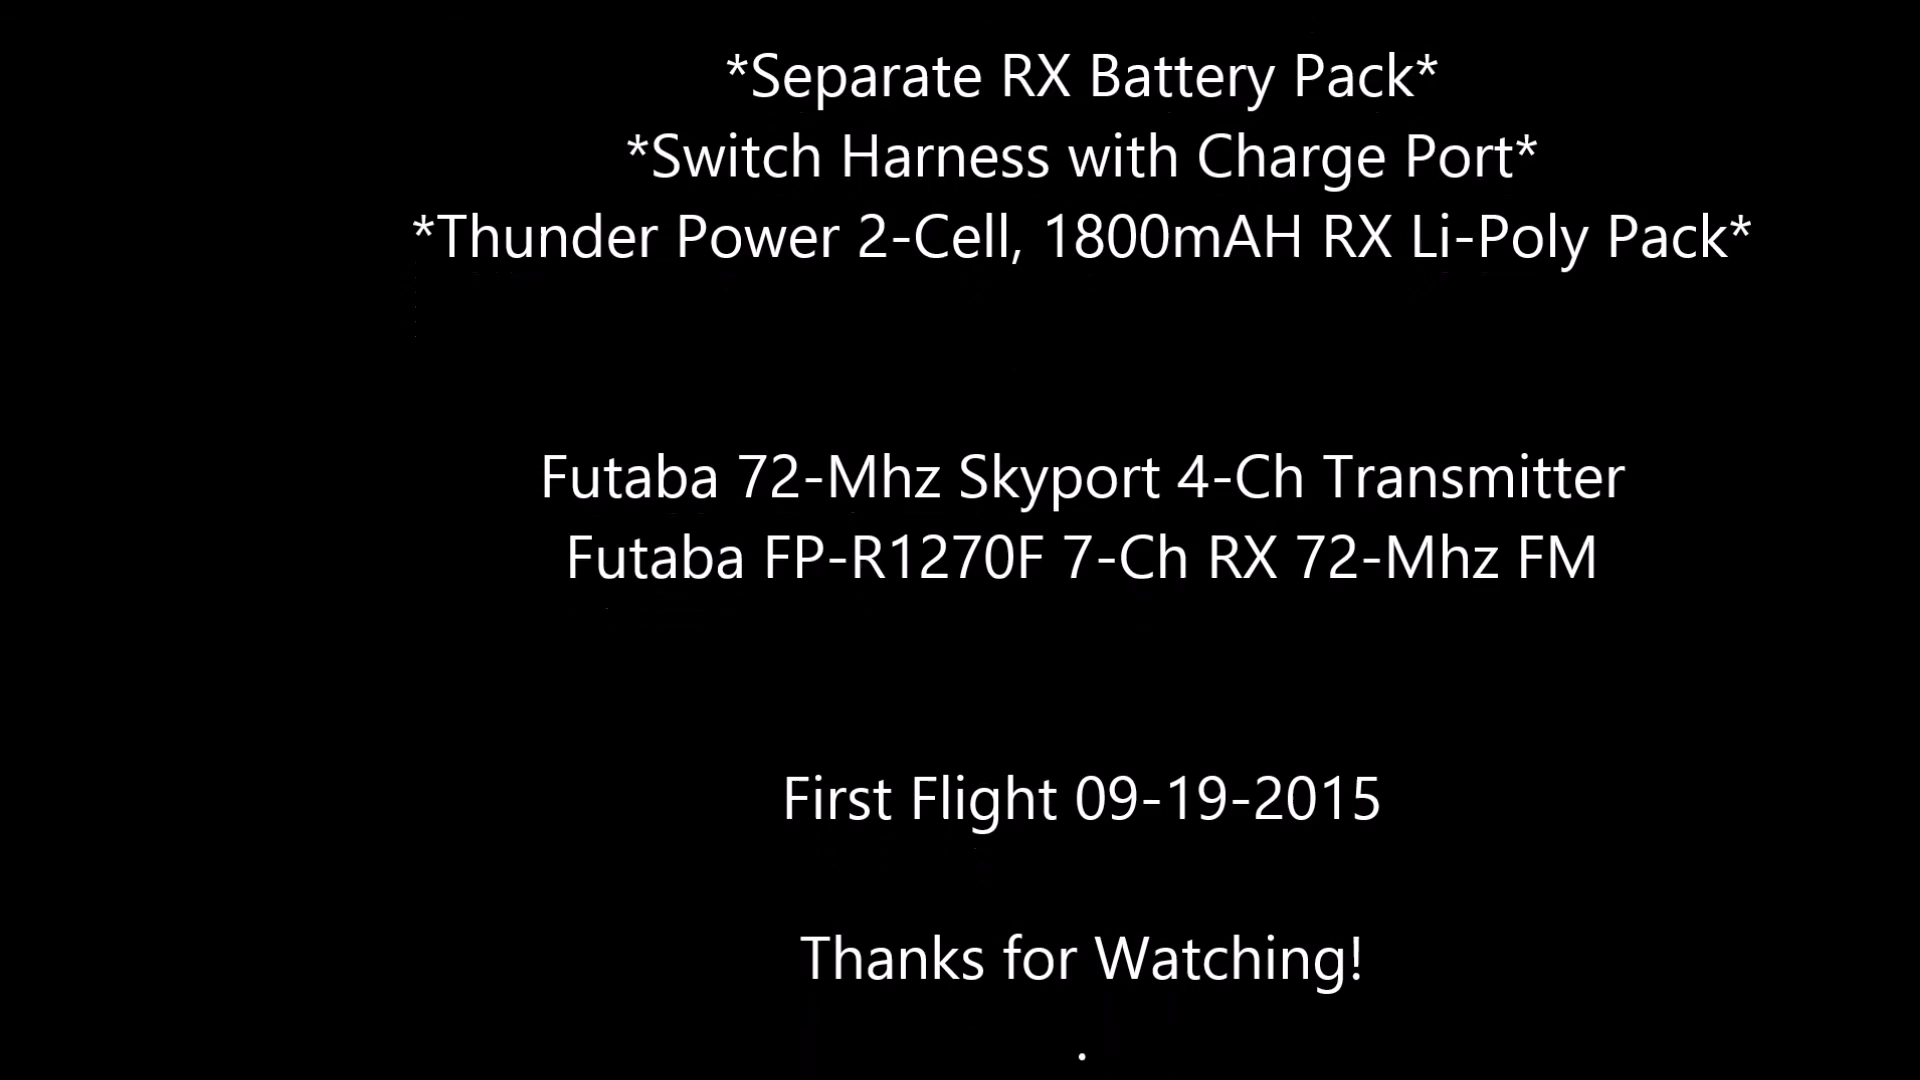 *Separate RX Battery Pack*
*Switch Harness with Charge Port*
*Thunder Power 2-Cell, 1800mAH RX Li-Poly Pack*
Futaba 72-Mhz Skyport 4-Ch Transmitter
Futaba FP-R1270F 7-Ch RX 72-Mhz FM
First Flight 09-19-2015
Thanks for Watching!
.